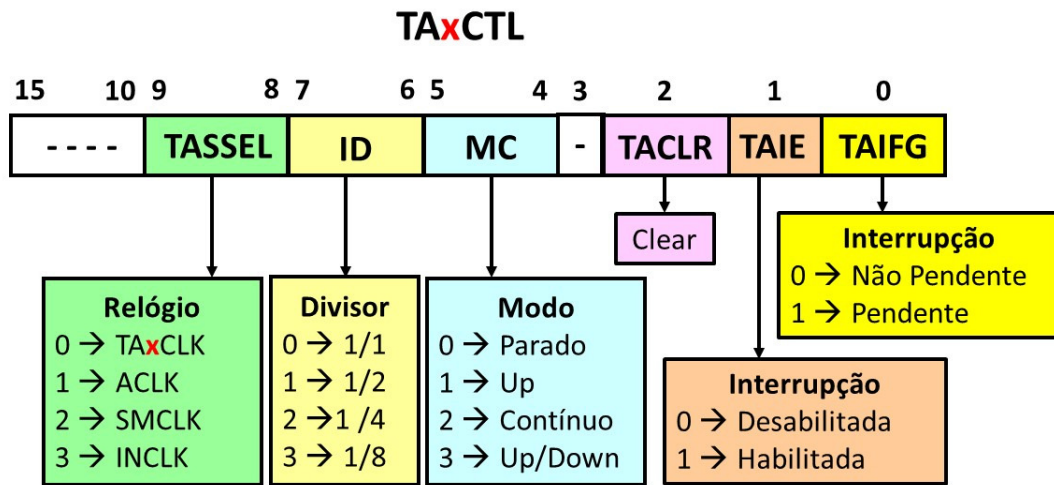 TAxCTL
15 10 9 8 7 6 5 4 3 2 1 0
- - - - TASSEL ID MC - TACLR TAIE TAIFG
Clear
Interrupção
0 → Não Pendente
1 → Pendente
Relógio
0 → TAxCLK
1 → ACLK
2 → SMCLK
3 → INCLK
Divisor
0 → 1/1
1 → 1/2
2 →1 /4
3 → 1/8
Modo
0 → Parado
1 → Up
2 → Contínuo
3 → Up/Down
Interrupção
0 → Desabilitada
1 → Habilitada